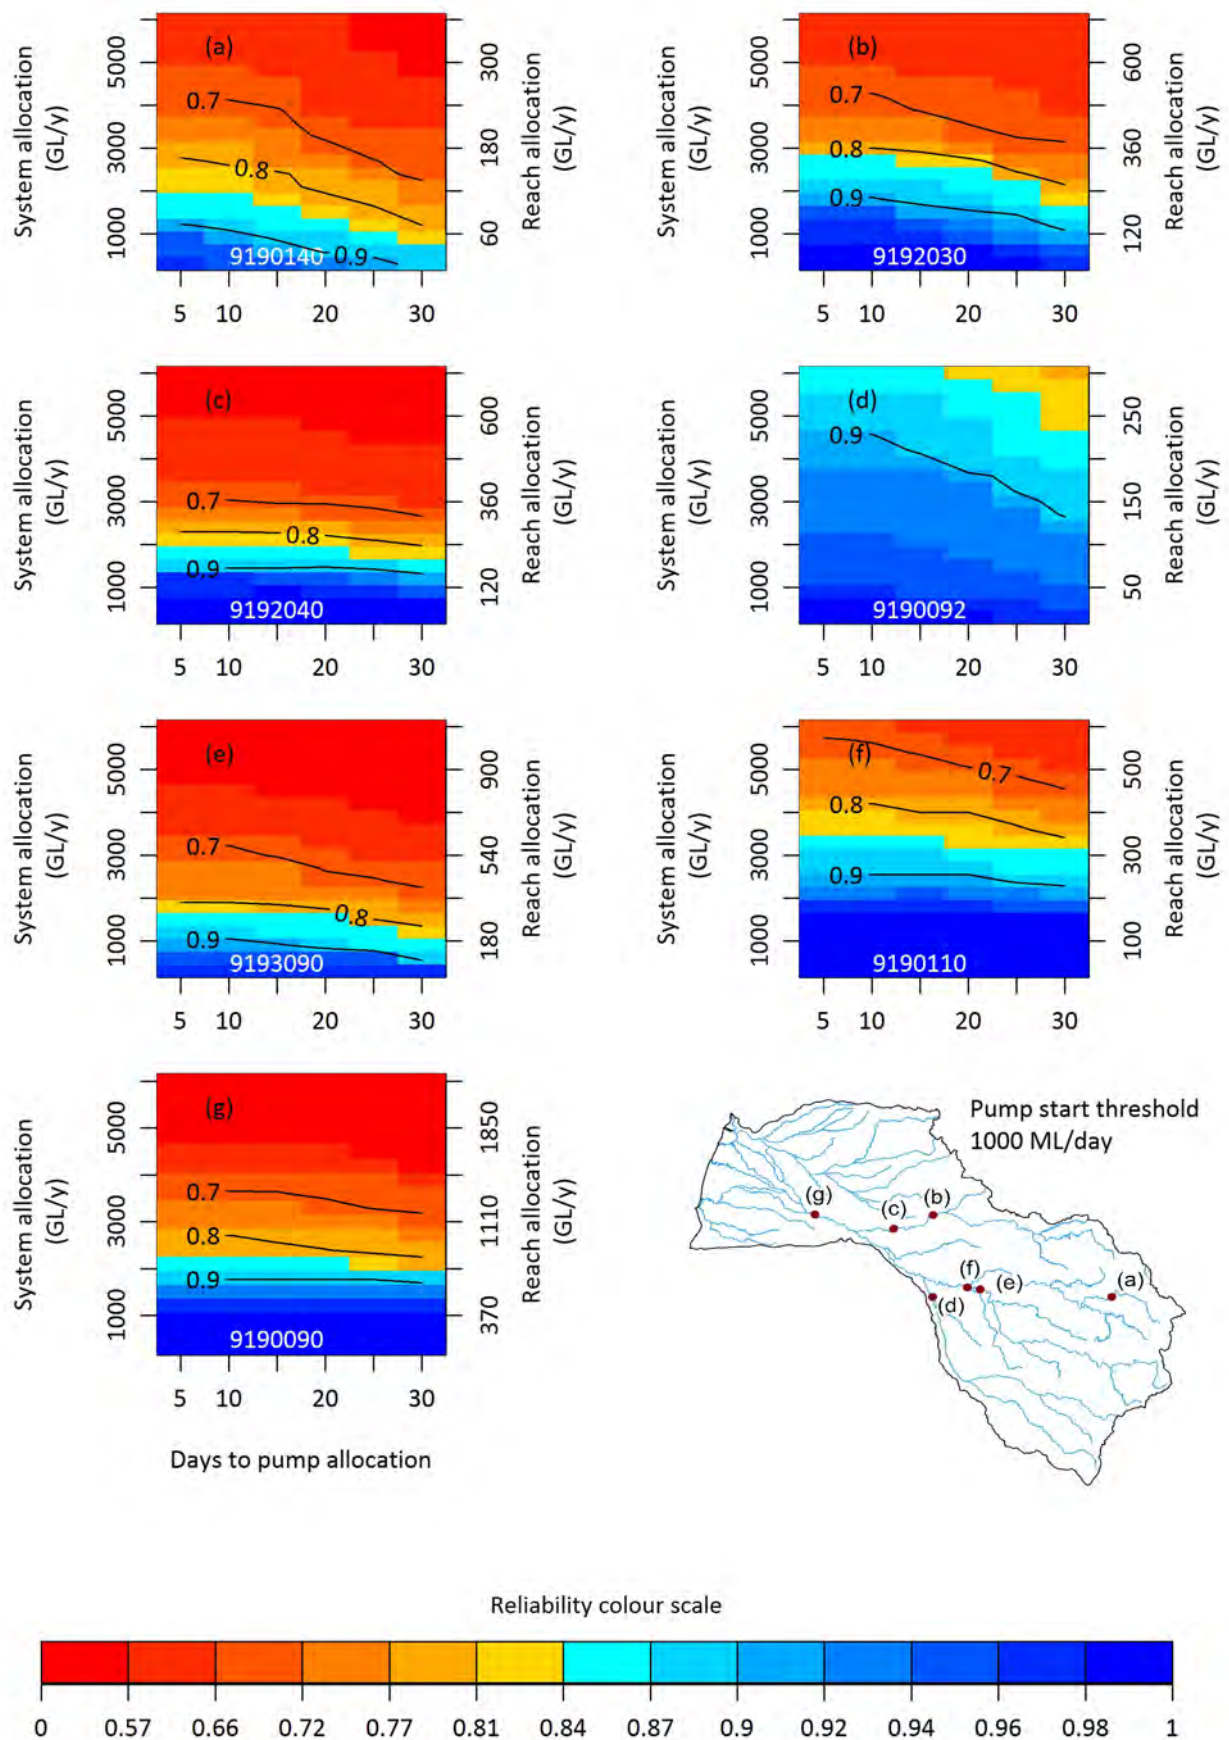 (a)
System allocation
(GL/y)
5000
3000
1000
0.7
0.8
0.9
9190140
300
180
60
Reach allocation
(GL/y)
5 10 20 30
(b)
System allocation
(GL/y)
5000
3000
1000
0.7
0.8
0.9
9192030
600
360
120
Reach allocation
(GL/y)
5 10 20 30
(c)
System allocation
(GL/y)
5000
3000
1000
0.7
0.8
0.9
9192040
600
360
120
Reach allocation
(GL/y)
5 10 20 30
(d)
System allocation
(GL/y)
5000
3000
1000
0.9
9190092
250
150
50
Reach allocation
(GL/y)
5 10 20 30
(e)
System allocation
(GL/y)
5000
3000
1000
0.7
0.8
0.9
9193090
900
540
180
Reach allocation
(GL/y)
5 10 20 30
(f)
System allocation
(GL/y)
5000
3000
1000
0.7
0.8
0.9
9190110
500
300
100
Reach allocation
(GL/y)
5 10 20 30
(g)
System allocation
(GL/y)
5000
3000
1000
0.7
0.8
0.9
9190090
1850
1110
370
Reach allocation
(GL/y)
5 10 20 30
Days to pump allocation
Pump start threshold
1000 ML/day
(g)
(c)
(b)
(f)
(e)
(a)
(d)
Reliability colour scale
0 0.57 0.66 0.72 0.77 0.81 0.84 0.87 0.9 0.92 0.94 0.96 0.98 1